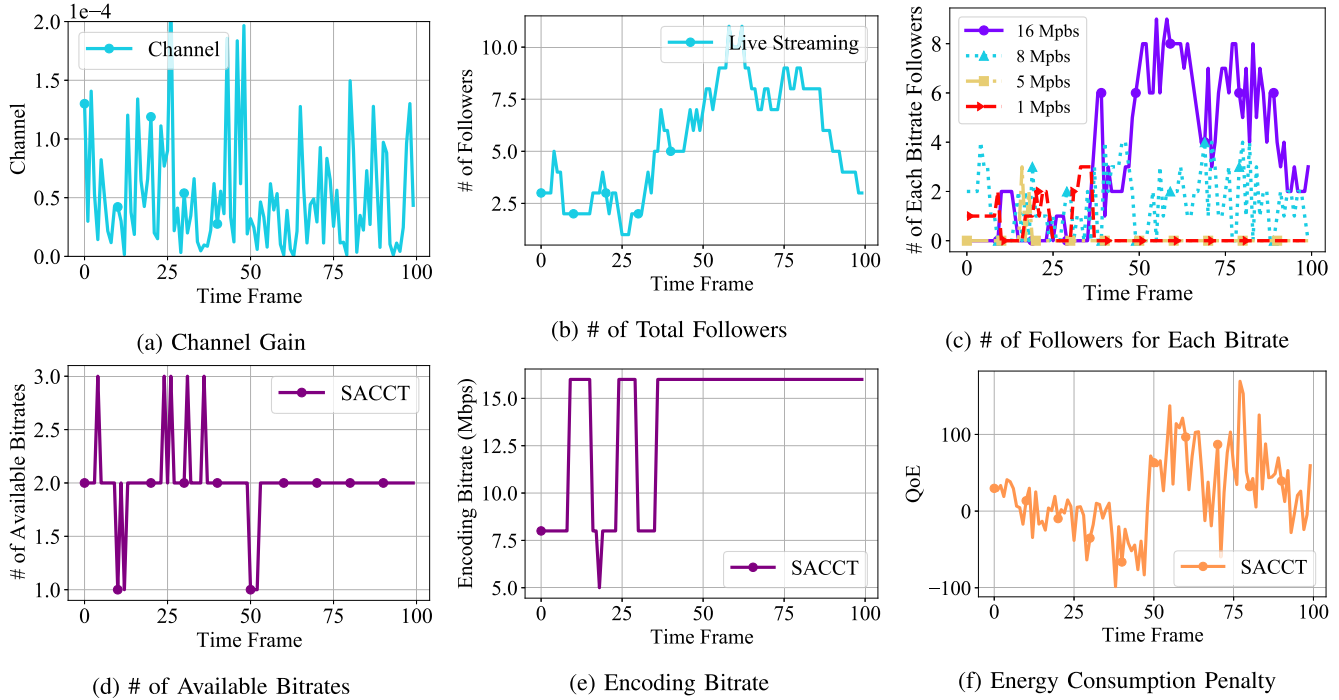 1e−4
2.0
1.5
1.0
0.5
0.0
Channel
Channel
0 25 50 75 100
Time Frame
(a) Channel Gain
10.0
7.5
5.0
2.5
# of Followers
Live Streaming
0 25 50 75 100
Time Frame
(b) # of Total Followers
8
6
4
2
0
# of Each Bitrate Followers
16 Mpbs
8 Mpbs
5 Mpbs
1 Mpbs
0 25 50 75 100
Time Frame
(c) # of Followers for Each Bitrate
3.0
2.5
2.0
1.5
1.0
# of Available Bitrates
SACCT
0 25 50 75 100
Time Frame
(d) # of Available Bitrates
15.0
12.5
10.0
7.5
5.0
Encoding Bitrate (Mbps)
SACCT
0 25 50 75 100
Time Frame
(e) Encoding Bitrate
100
0
−100
QoE
SACCT
0 25 50 75 100
Time Frame
(f) Energy Consumption Penalty